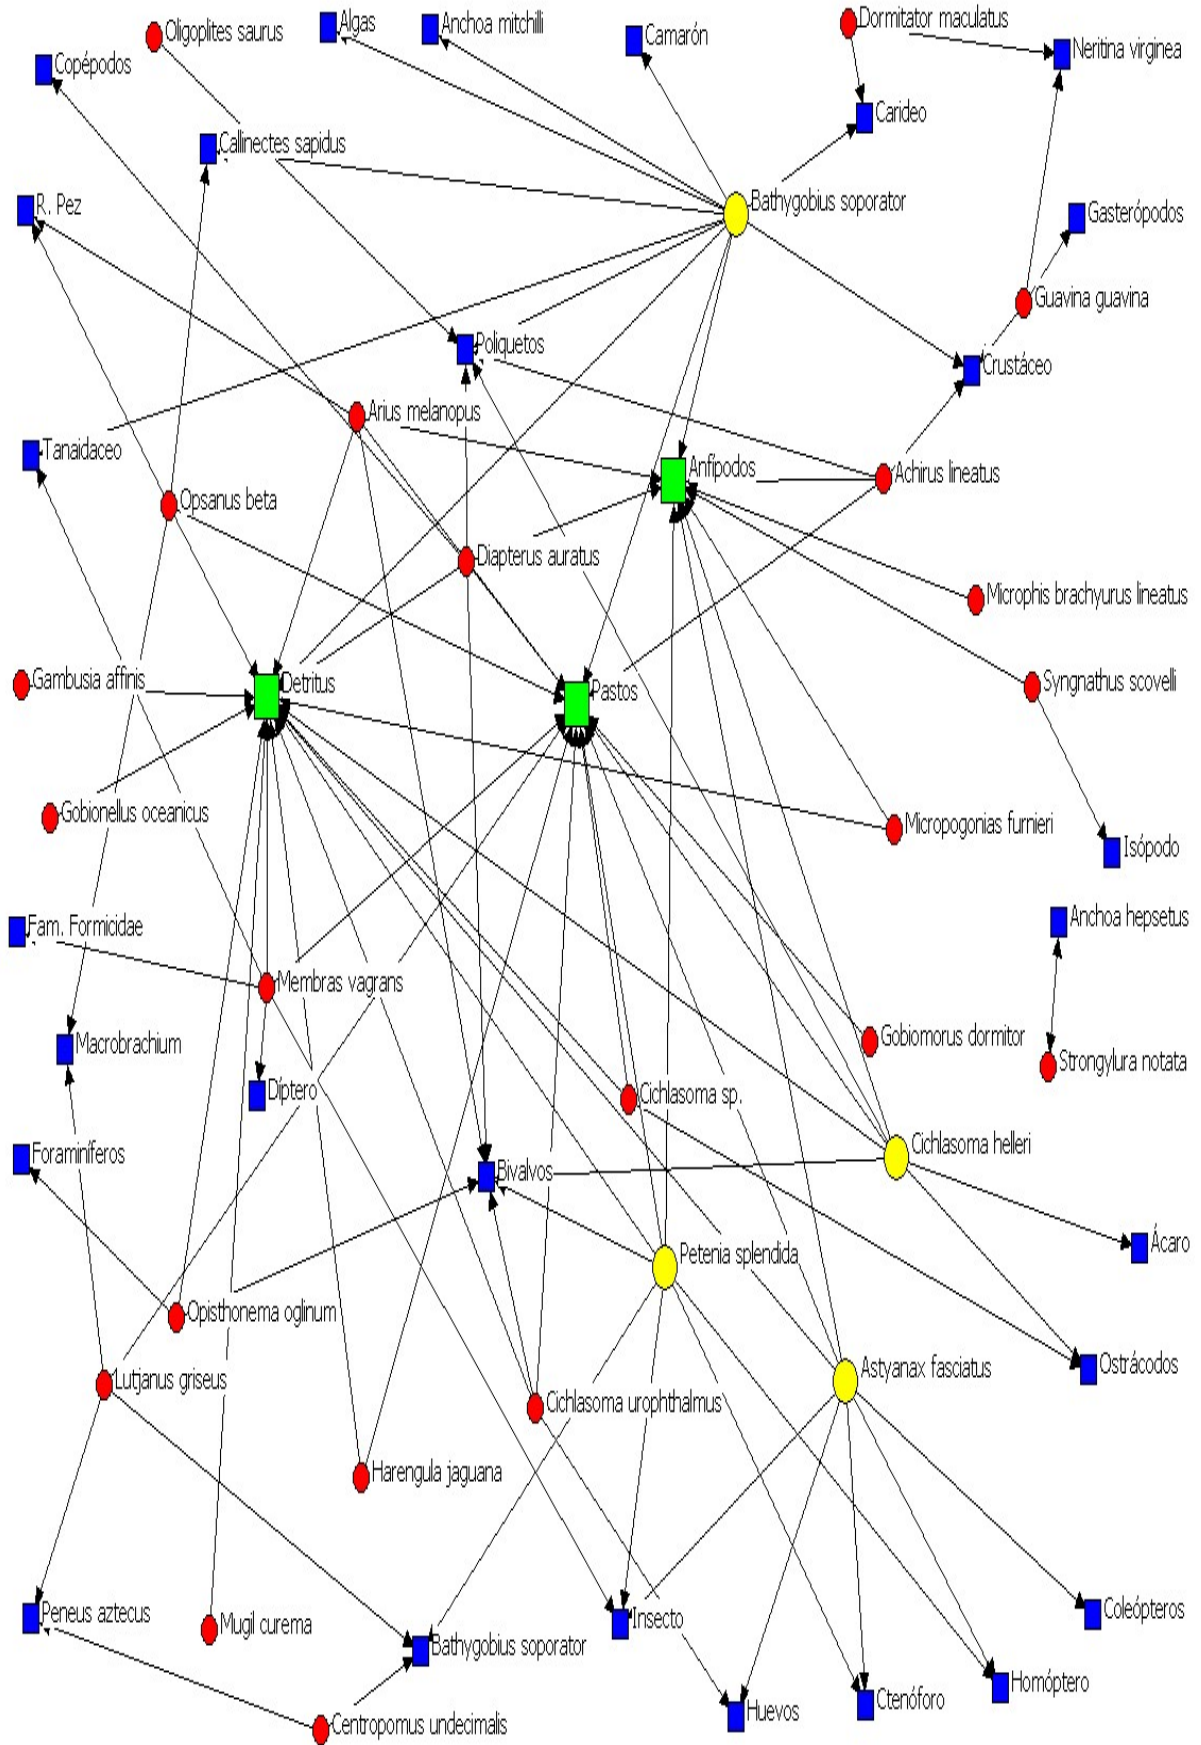 Dormitator maculatus
Algas
Anchoa mitchilli
Oligoplites saurus
Camarón
Neritina virginea
Copépodos
Carideo
Callinectes sapidus
Bathygobius soporator
R. Pez
Gasterópodos
Guavina guavina
Poliquetos
Crustáceo
Arius melanopus
Tanaidaceo
Anfípodos
Achirus lineatus
Opsanus beta
Diapterus auratus
Microphis brachyurus lineatus
Gambusia affinis
Detritus
Pastos
Syngnathus scovelli
Gobionellus oceanicus
Micropogonias furnieri
Isópodo
Anchoa hepsetus
Fam. Formicidae
Membras vagrans
Gobiomorus dormitor
Macrobrachium
Strongylura notata
Díptero
Cichlasoma sp.
Cichlasoma helleri
Foraminíferos
Bivalvos
Ácaro
Petenia splendida
Opisthonema oglinum
Ostrácodos
Astyanax fasciatus
Lutjanus griseus
Cichlasoma urophthalmus
Harengula jaguana
Peneus aztecus
Coleópteros
Mugil curema
Insecto
Bathygobius soporator
Homóptero
Ctenóforo
Huevos
Centropomus undecimalis